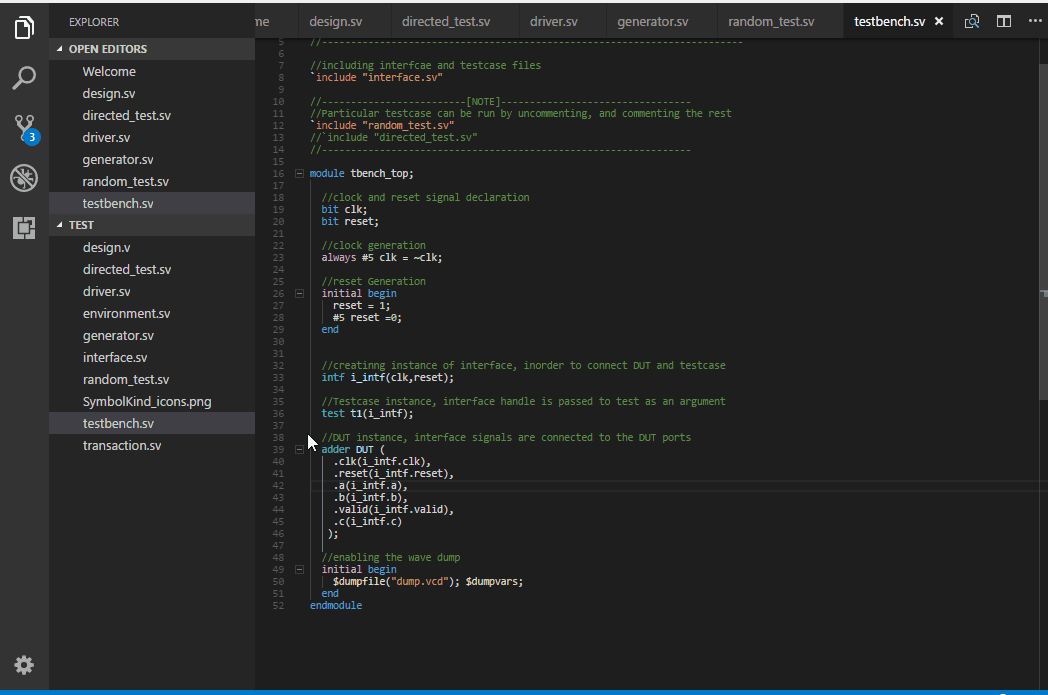 EXPLORER
OPEN EDITORS
Welcome
design.sv
directed_test.sv
driver.sv
generator.sv
random_test.sv
testbench.sv
TEST
design.v
directed_test.sv
driver.sv
environment.sv
generator.sv
interface.sv
random_test.sv
SymbolKind_icons.png
testbench.sv
transaction.sv
3
me design.sv directed_test.sv driver.sv generator.sv random_test.sv testbench.sv
5 //-------------------------------------------------------------------------
6
7 //including interfcae and testcase files
8 `include "interface.sv"
9
10 //-------------------------[NOTE]---------------------------------
11 //Particular testcase can be run by uncommenting, and commenting the rest
12 `include "random_test.sv"
13 //`include "directed_test.sv"
14 //----------------------------------------------------------------
15
16 module tbench_top;
17
18 //clock and reset signal declaration
19 bit clk;
20 bit reset;
21
22 //clock generation
23 always #5 clk = ~clk;
24
25 //reset Generation
26 initial begin
27 reset = 1;
28 #5 reset =0;
29 end
30
31
32 //creatinng instance of interface, inorder to connect DUT and testcase
33 intf i_intf(clk,reset);
34
35 //Testcase instance, interface handle is passed to test as an argument
36 test t1(i_intf);
37
38 //DUT instance, interface signals are connected to the DUT ports
39 adder DUT (
40 .clk(i_intf.clk),
41 .reset(i_intf.reset),
42 .a(i_intf.a),
43 .b(i_intf.b),
44 .valid(i_intf.valid),
45 .c(i_intf.c)
46 );
47
48 //enabling the wave dump
49 initial begin
50 $dumpfile("dump.vcd"); $dumpvars;
51 end
52 endmodule